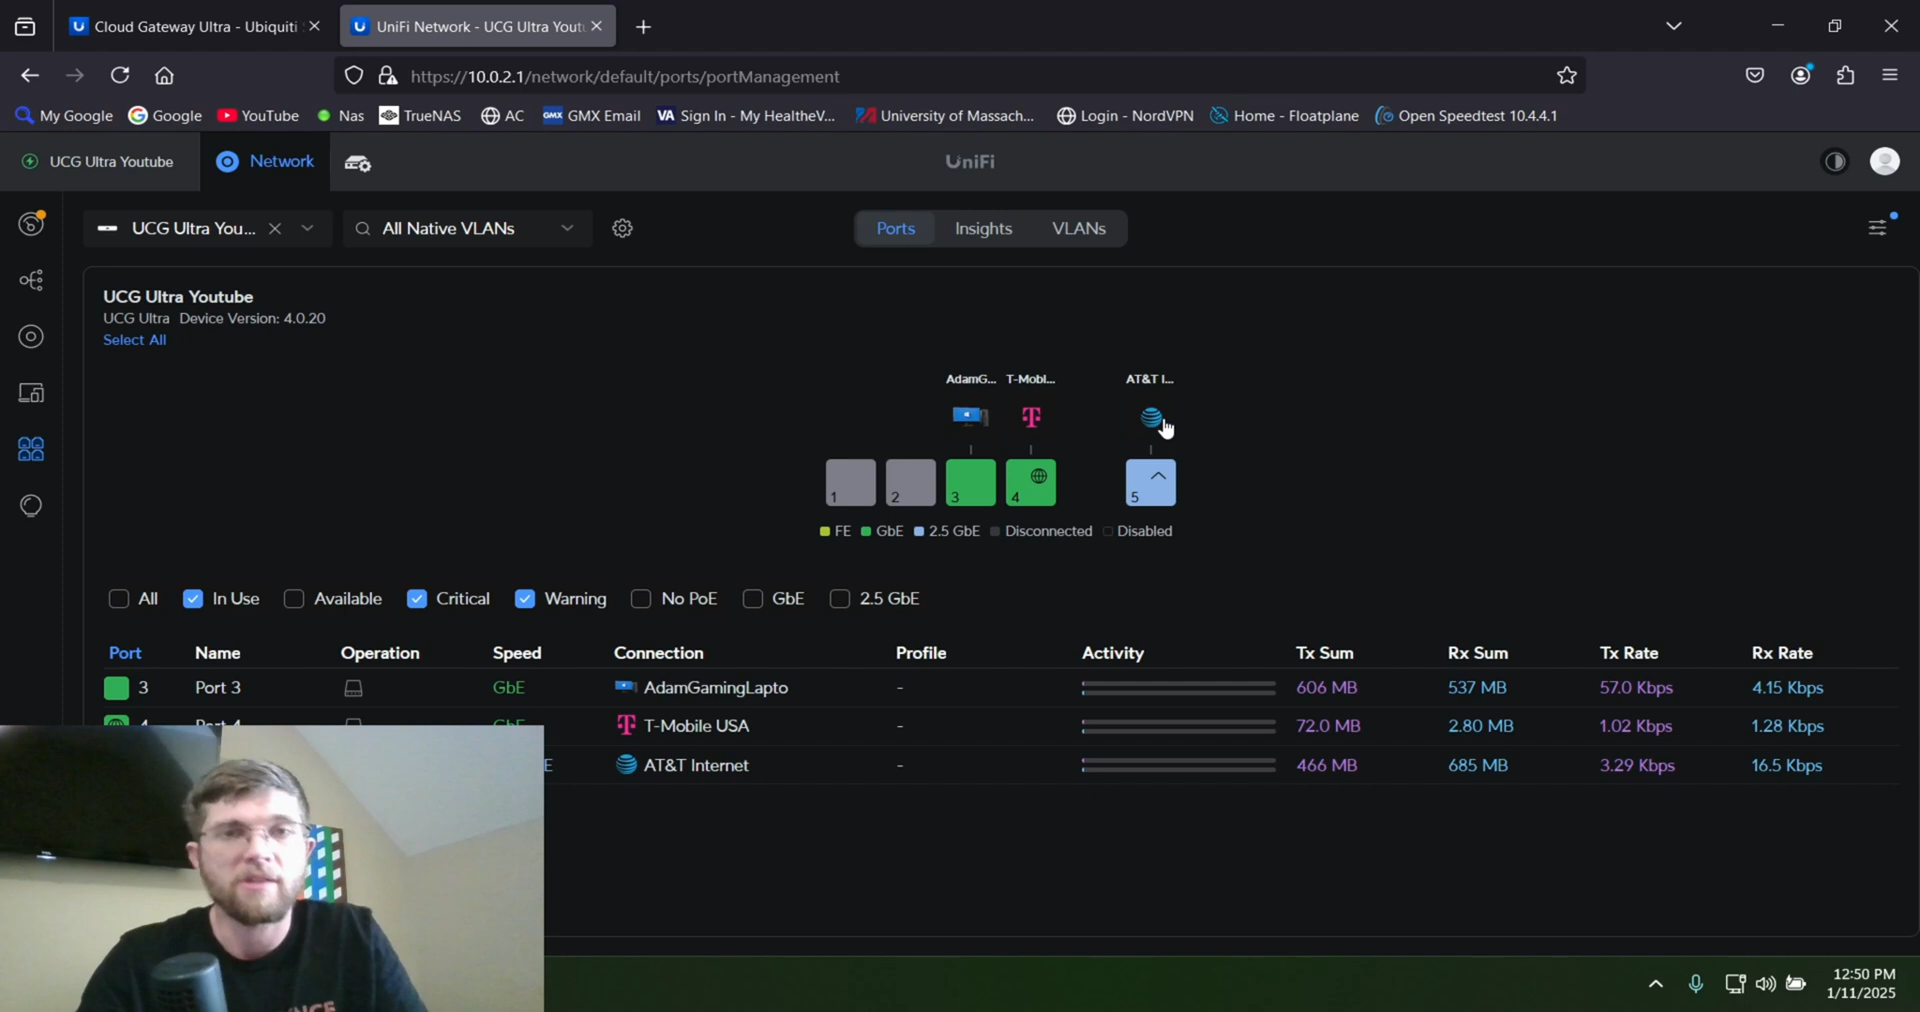 Cloud Gateway Ultra - Ubiquiti
UniFi Network - UCG Ultra Yout
https://10.0.2.1/network/default/ports/portManagement
My Google Google YouTube Nas TrueNAS AC GMX GMX Email VA Sign In - My HealtheV... University of Massach... Login - NordVPN Home - Floatplane Open Speedtest 10.4.4.1
UCG Ultra Youtube Network UniFi
UCG Ultra You... All Native VLANs Ports Insights VLANs
UCG Ultra Youtube
UCG Ultra Device Version: 4.0.20
Select All
AdamG... T-Mobi... AT&T I...
1 2 3 4 5
FE GbE 2.5 GbE Disconnected Disabled
All In Use Available Critical Warning No PoE GbE 2.5 GbE
Port Name Operation Speed Connection Profile Activity Tx Sum Rx Sum Tx Rate Rx Rate
3 Port 3 GbE AdamGamingLapto - 606 MB 537 MB 57.0 Kbps 4.15 Kbps
4 Port 4 GbE T-Mobile USA - 72.0 MB 2.80 MB 1.02 Kbps 1.28 Kbps
E AT&T Internet - 466 MB 685 MB 3.29 Kbps 16.5 Kbps
12:50 PM
1/11/2025